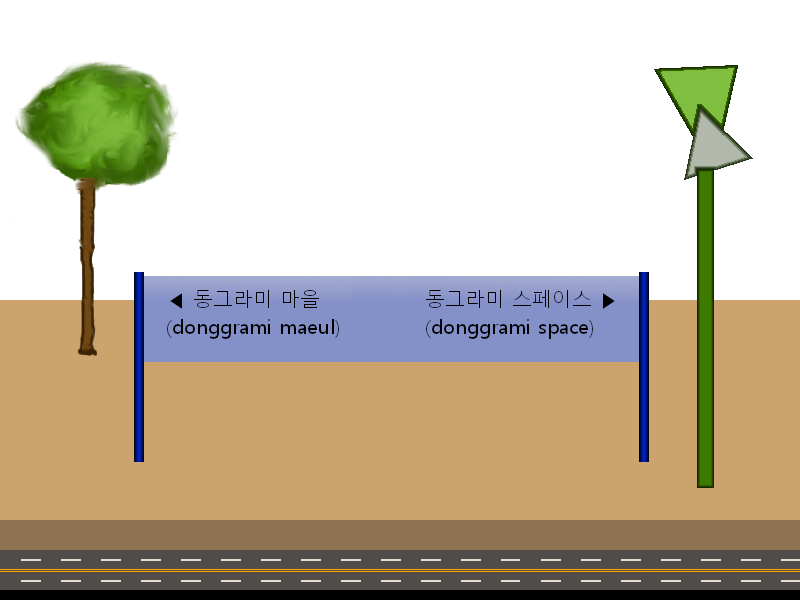 ◀ 동그라미 마을
(donggrami maeul)
동그라미 스페이스 ▶
(donggrami space)